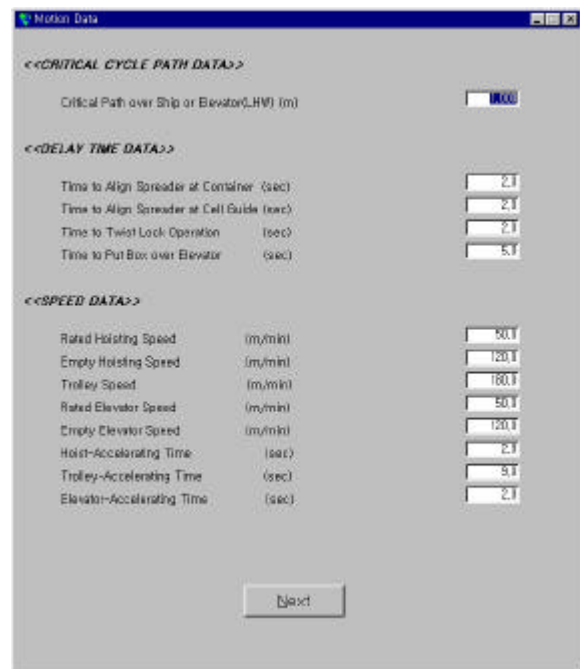 Motion Data
<<CRITICAL CYCLE PATH DATA>>
Critical Path over Ship or Elevator(LHW) (m) 1,000
<<DELAY TIME DATA>>
Time to Align Spreader at Container (sec) 2,0
Time to Align Spreader at Cell Guide (sec) 2,0
Time to Twist Lock Operation (sec) 2,0
Time to Put Box over Elevator (sec) 5,0
<<SPEED DATA>>
Rated Hoisting Speed (m/min) 50,0
Empty Hoisting Speed (m/min) 120,0
Trolley Speed (m/min) 180,0
Rated Elevator Speed (m/min) 50,0
Empty Elevator Speed (m/min) 120,0
Hoist-Accelerating Time (sec) 2,0
Trolley-Accelerating Time (sec) 9,0
Elevator-Accelerating Time (sec) 2,0
Next